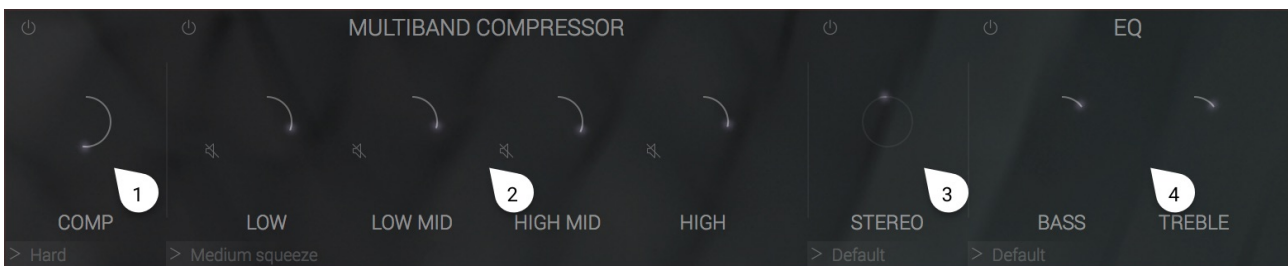 MULTIBAND COMPRESSOR
EQ
1
2
3
4
COMP
LOW
LOW MID
HIGH MID
HIGH
STEREO
BASS
TREBLE
> Hard
> Medium squeeze
> Default
> Default